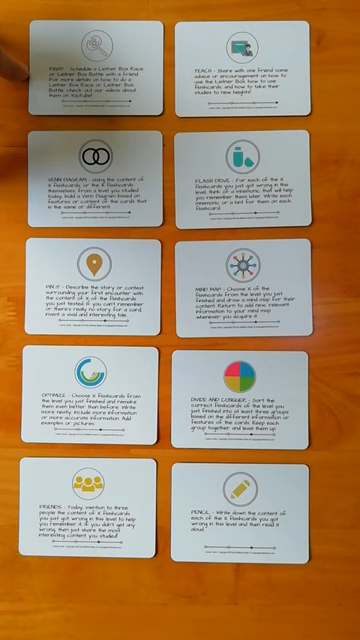 FIGHT - Schedule a Leitner Box Race
or Leitner Box Battle with a friend.
For more details on how to do a
Leitner Box Race or Leitner Box
Battle, check out our videos about
them on Youtube!
TEACH - Share with one friend some
advice or encouragement on how to
use the Leitner Box, how to use
flashcards, and how to take their
studies to new heights!
VENN DIAGRAM - Using the content of
X flashcards, or the X flashcards
themselves, from a level you studied
today, build a Venn Diagram based on
features or content of the cards that
is the same or different.
FLASH DRIVE - For each of the X
flashcards you just got wrong in this
level, think of a mnemonic that will help
you remember them later. Write each
mnemonic or a hint for them on each
flashcard.
PIN IT - Describe the story or context
surrounding your first encounter with
the content of X of the flashcards
you just tested. If you can't remember
or there's really no story for a card,
invent a vivid and interesting tale.
MIND MAP - Choose X of the
flashcards from the level you just
finished and draw a mind map for their
content. Return to add new, relevant
information to your mind map
whenever you acquire it.
OPTIMIZE - Choose X flashcards from
the level you just finished and remake
them even better than before. Write
more neatly, include more information
or more accurate information. Add
examples or pictures.
DIVIDE AND CONQUER - Sort the
correct flashcards of the level you
just finished into at least three groups
based on the different information or
features of the cards. Keep each
group together and level them up.
FRIENDS - Today, mention to three
people the content of X flashcards
you just got wrong in this level to help
you remember it. If you didn't get any
wrong, then just share the most
interesting content you studied!
PENCIL - Write down the content of
each of the X flashcards you got
wrong in this level and then read it
aloud.